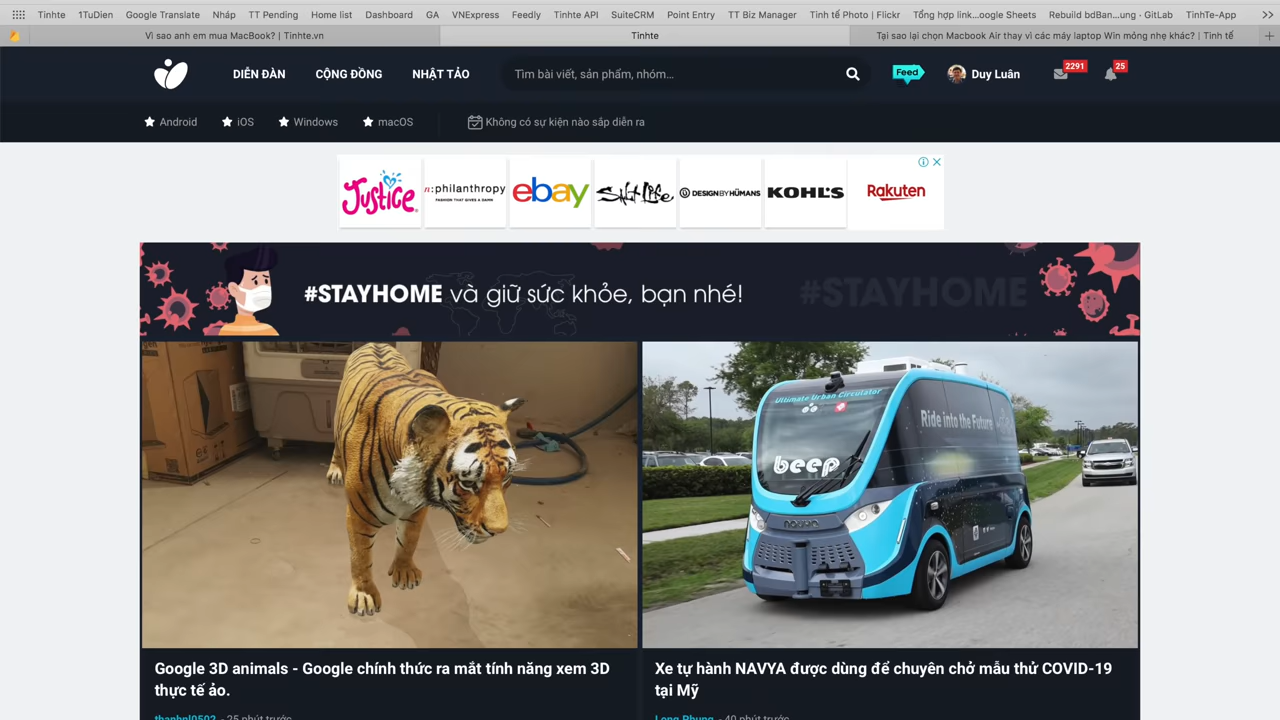 Tinhte 1TuDien Google Translate Nháp TT Pending Home list Dashboard GA VNExpress Feedly Tinhte API SuiteCRM Point Entry TT Biz Manager Tinh tế Photo | Flickr Tổng hợp link...oogle Sheets Rebuild bdBan...ung · GitLab TinhTe-App
Vì sao anh em mua MacBook? | Tinhte.vn Tinhte Tại sao lại chọn Macbook Air thay vì các máy laptop Win mỏng nhẹ khác? | Tinh tế
DIỄN ĐÀN CỘNG ĐỒNG NHẬT TẢO Tìm bài viết, sản phẩm, nhóm... Feed Duy Luân 2291 25
Android iOS Windows macOS Không có sự kiện nào sắp diễn ra
Justice n:philanthropy ebay Salt Life DESIGN BY HÜMANS KOHL'S Rakuten
FASHION THAT GIVES A DAMN
#STAYHOME và giữ sức khỏe, bạn nhé! #STAYHOME
Ultimate Urban Circulator
Ride into the Future
beep
NAVYA
Google 3D animals - Google chính thức ra mắt tính năng xem 3D
thực tế ảo.
Xe tự hành NAVYA được dùng để chuyên chở mẫu thử COVID-19
tại Mỹ
thanhnl0502 - 25 phút trước
Long Phung - 40 phút trước